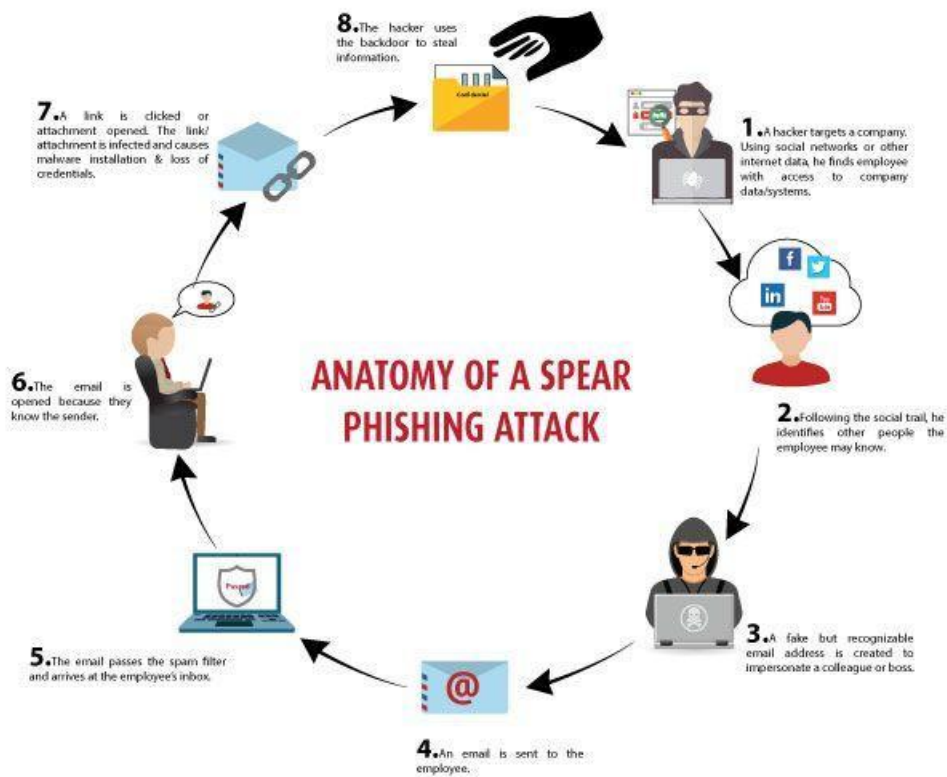 8.The hacker uses
the backdoor to steal
information.
Confidential
7.A link is clicked or
attachment opened. The link/
attachment is infected and causes
malware installation & loss of
credentials.
1.A hacker targets a company.
Using social networks or other
internet data, he finds employee
with access to company
data/systems.
f
in
You
Tube
ANATOMY OF A SPEAR
PHISHING ATTACK
6.The email is
opened because they
know the sender.
2.Following the social trail, he
identifies other people the
employee may know.
Passed
5.The email passes the spam filter
and arrives at the employee's inbox.
3.A fake but recognizable
email address is created to
impersonate a colleague or boss.
@
4.An email is sent to the
employee.